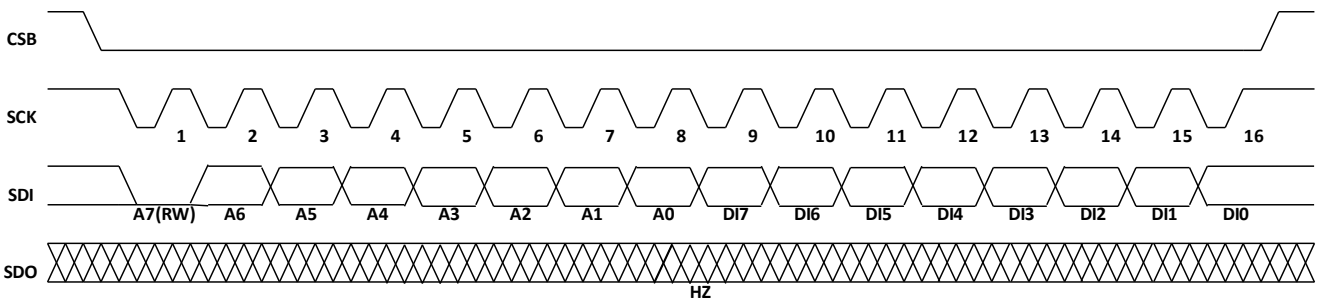 CSB
SCK
1 2 3 4 5 6 7 8 9 10 11 12 13 14 15 16
SDI
A7(RW) A6 A5 A4 A3 A2 A1 A0 DI7 DI6 DI5 DI4 DI3 DI2 DI1 DI0
SDO
HZ